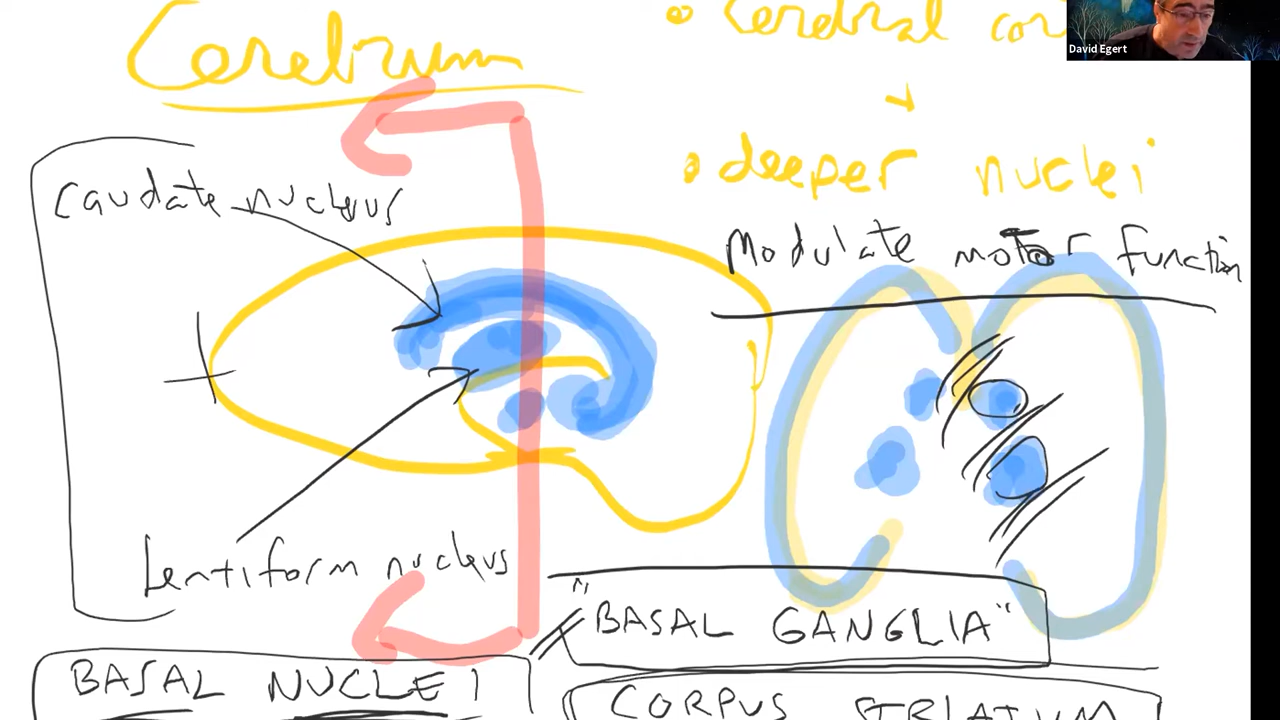 Cerebrum
• Cerebral cor
David Egert
• deeper nuclei
caudate nucleus
Modulate motor function
Lentiform nucleus
"BASAL GANGLIA"
BASAL NUCLEI
CORPUS STRIATUM